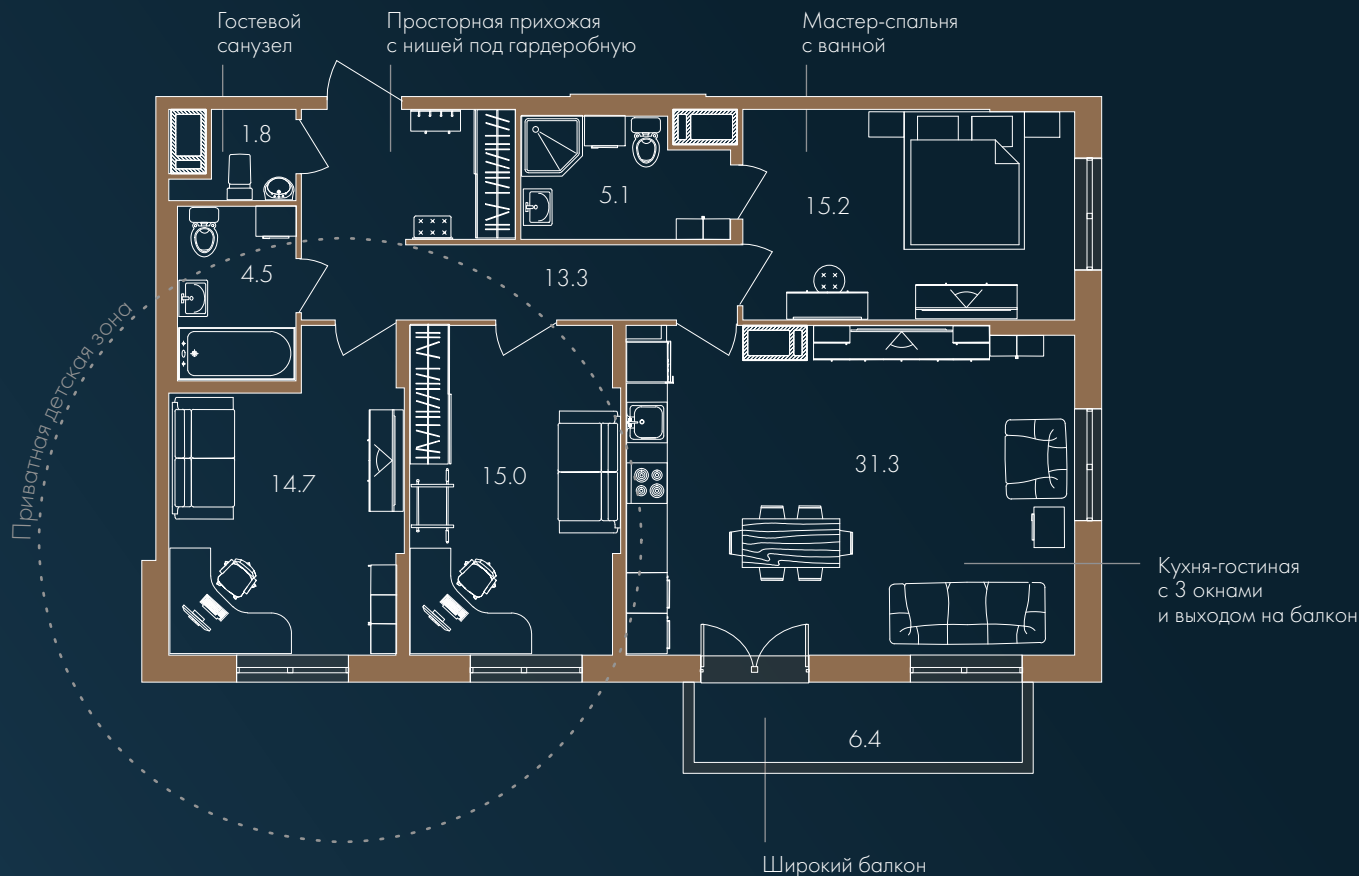 Гостевой
санузел
Просторная прихожая
с нишей под гардеробную
Мастер-спальня
с ванной
1.8
5.1
15.2
4.5
13.3
Приватная детская зона
14.7
15.0
31.3
Кухня-гостиная
с 3 окнами
и выходом на балкон
6.4
Широкий балкон